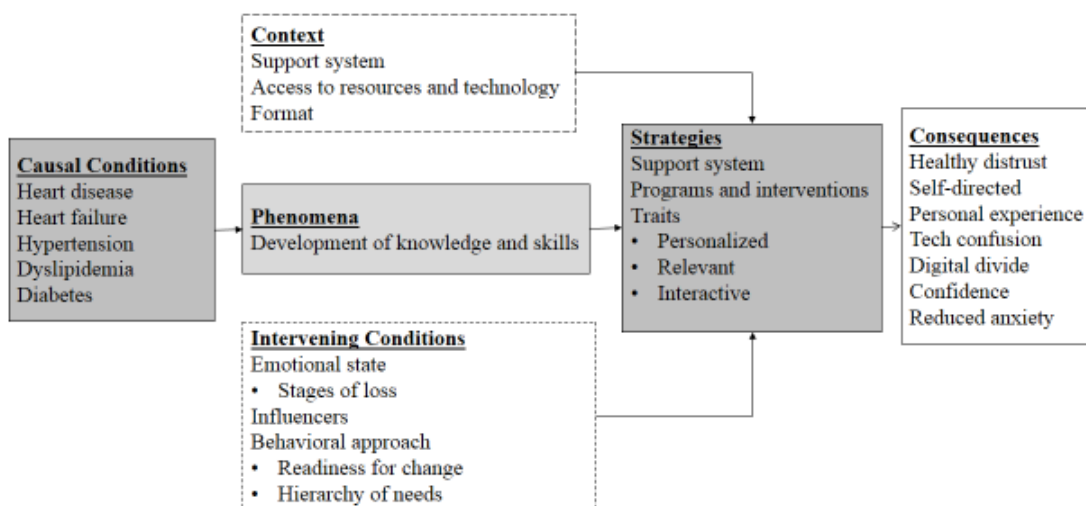 Context
Support system
Access to resources and technology
Format
Causal Conditions
Heart disease
Heart failure
Hypertension
Dyslipidemia
Diabetes
Phenomena
Development of knowledge and skills
Intervening Conditions
Emotional state
• Stages of loss
Influencers
Behavioral approach
• Readiness for change
• Hierarchy of needs
Strategies
Support system
Programs and interventions
Traits
• Personalized
• Relevant
• Interactive
Consequences
Healthy distrust
Self-directed
Personal experience
Tech confusion
Digital divide
Confidence
Reduced anxiety